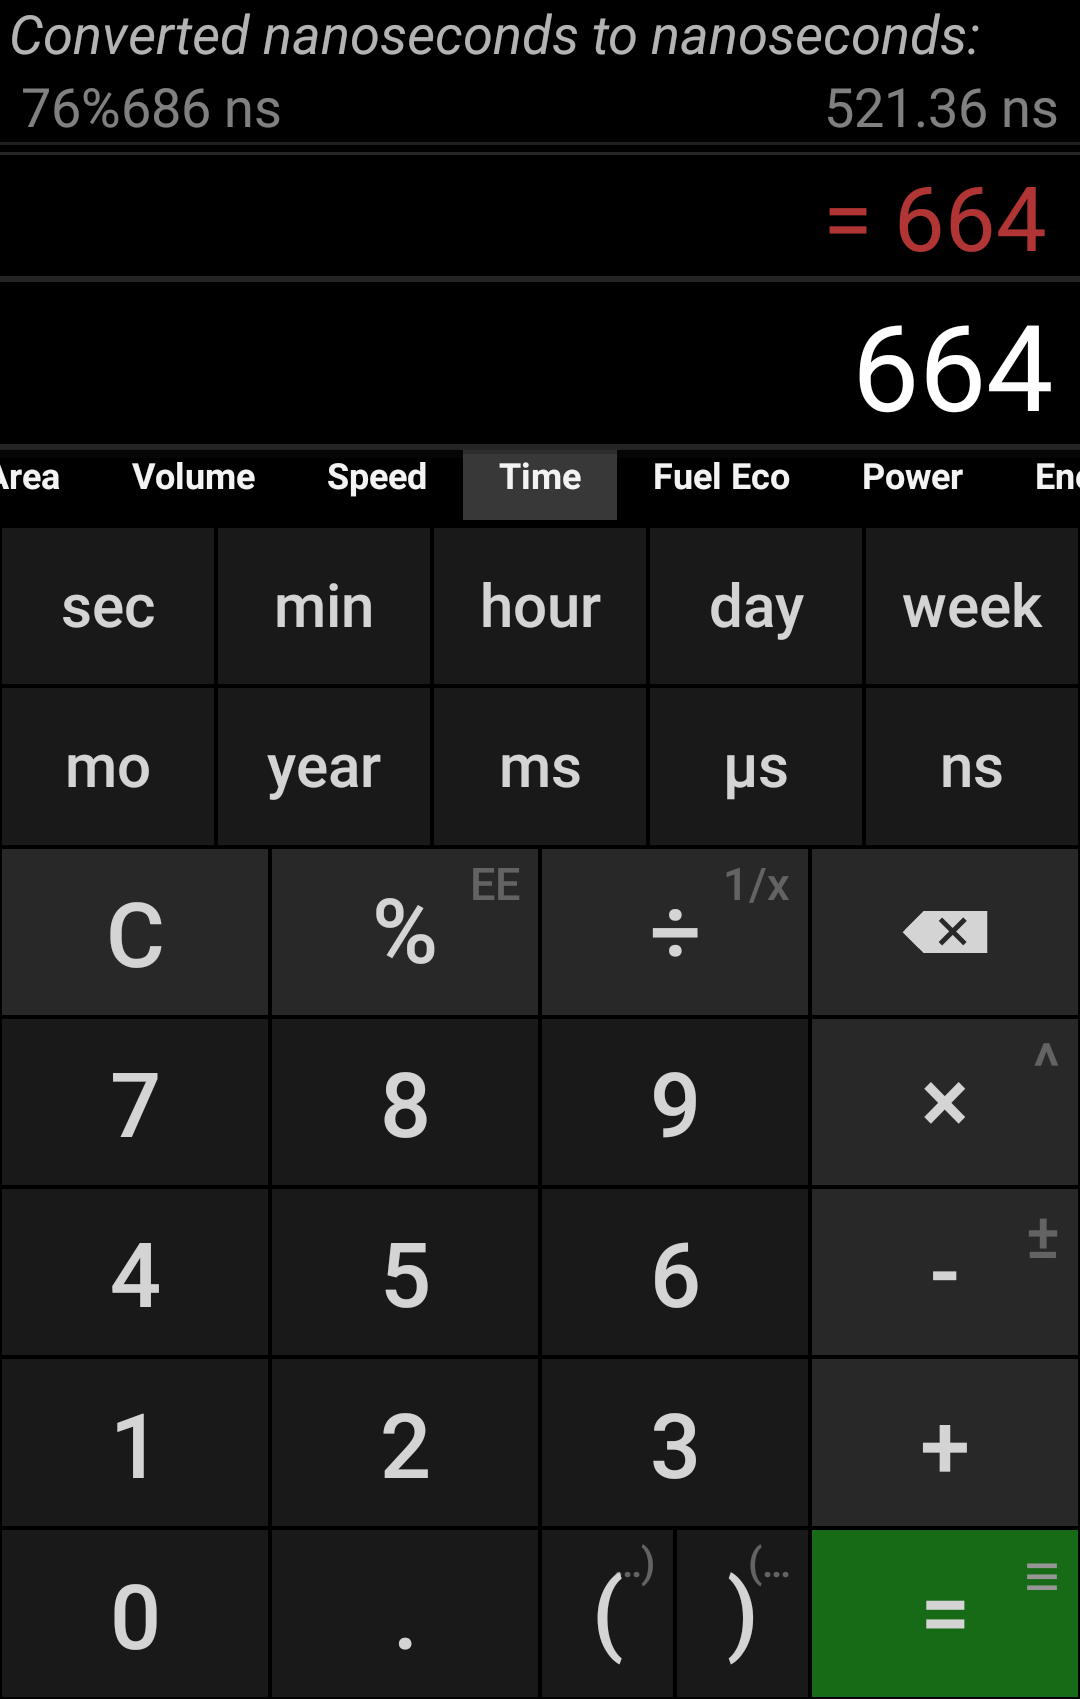 Converted nanoseconds to nanoseconds:
76%686 ns 521.36 ns
= 664
664
Area Volume Speed Time Fuel Eco Power
sec min hour day week
mo year ms µs ns
C % EE ÷ 1/x
7 8 9 × ^
4 5 6 - ±
1 2 3 + 
0 . ( ..) ) (... = ≡